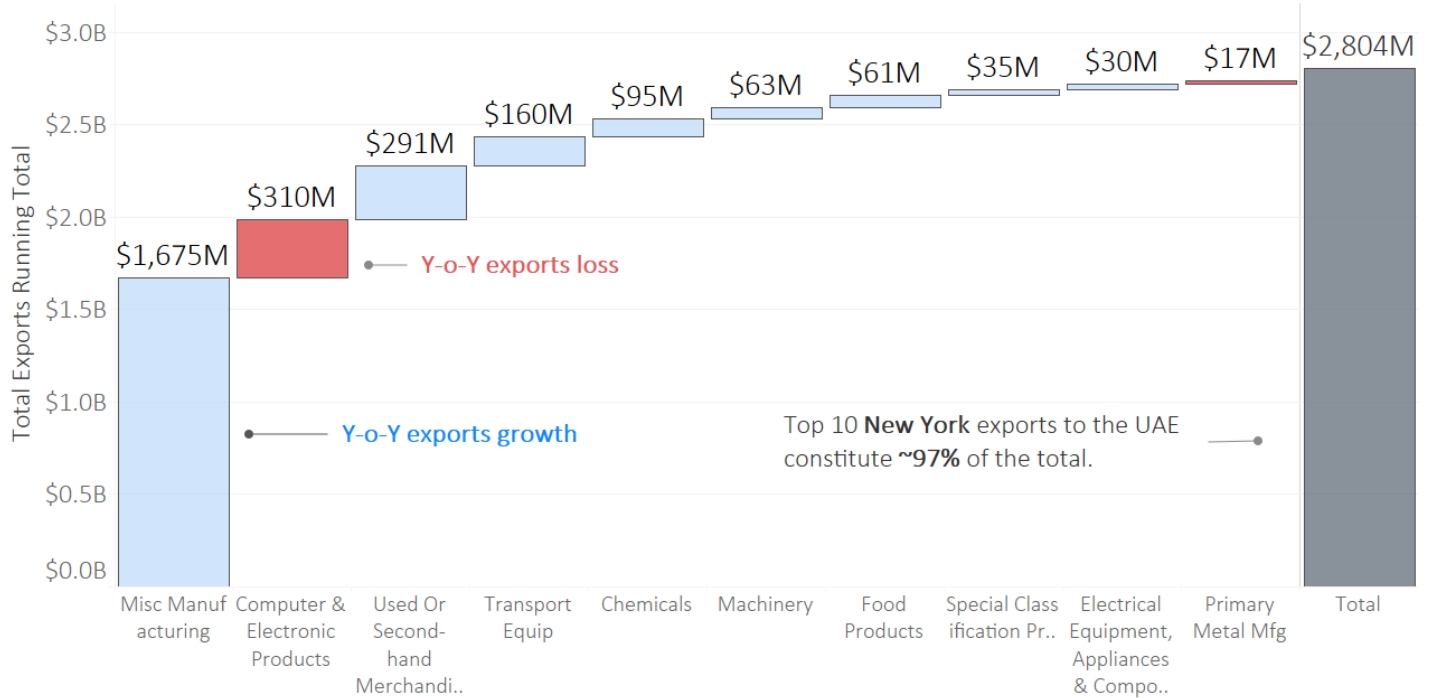 $3.0B
$2.5B
$2.0B
$1.5B
$1.0B
$0.5B
$0.0B
Total Exports Running Total
$1,675M
$310M
$291M
$160M
$95M
$63M
$61M
$35M
$30M
$17M
$2,804M
Y-o-Y exports loss
Y-o-Y exports growth
Top 10 New York exports to the UAE
constitute ~97% of the total.
Misc Manuf
acturing
Computer &
Electronic
Products
Used Or
Second-
hand
Merchandi..
Transport
Equip
Chemicals
Machinery
Food
Products
Special Class
ification Pr..
Electrical
Equipment,
Appliances
& Compo..
Primary
Metal Mfg
Total